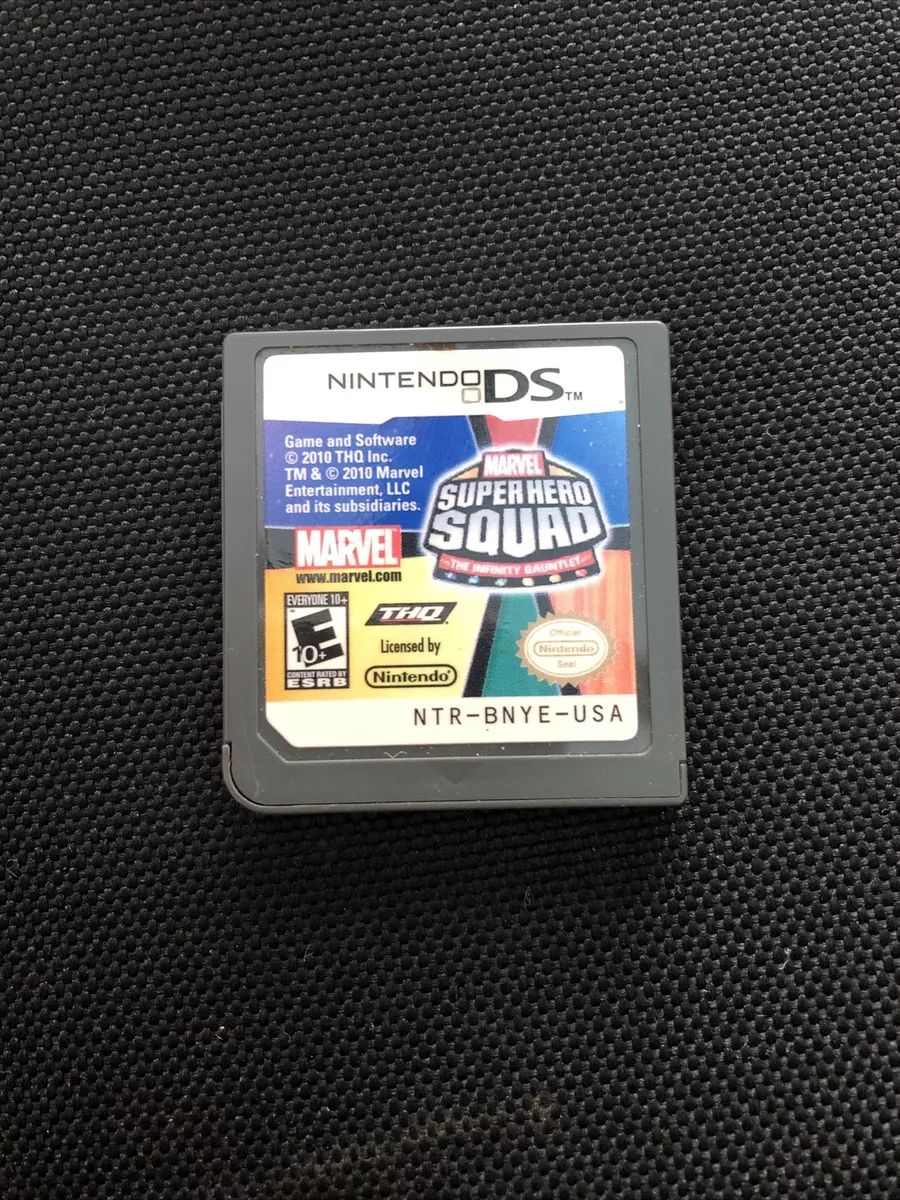 NINTENDO DS™
Game and Software
© 2010 THQ Inc.
TM & © 2010 Marvel
Entertainment, LLC
and its subsidiaries.
MARVEL
SUPER HERO
SQUAD
THE INFINITY GAUNTLET
MARVEL
www.marvel.com
EVERYONE 10+
E
10+
CONTENT RATED BY
ESRB
THQ
Licensed by
Nintendo®
Official
Nintendo
Seal
NTR-BNYE-USA